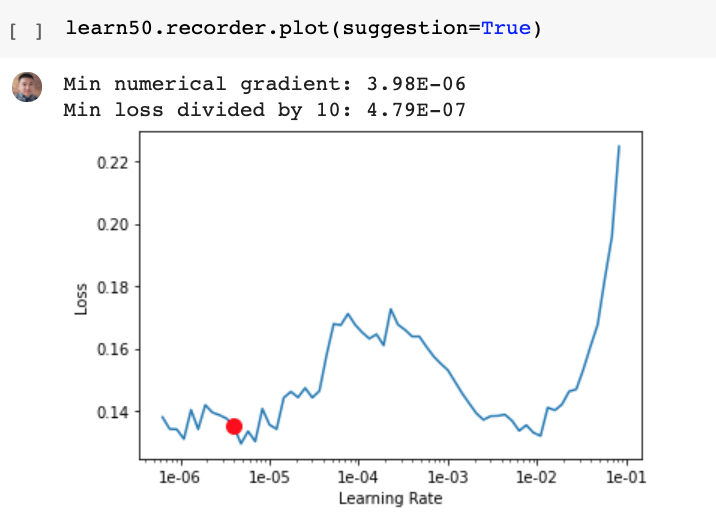 [ ] learn50.recorder.plot(suggestion=True)
Min numerical gradient: 3.98E-06
Min loss divided by 10: 4.79E-07
0.22
0.20
0.18
0.16
0.14
Loss
1e-06 1e-05 1e-04 1e-03 1e-02 1e-01
Learning Rate